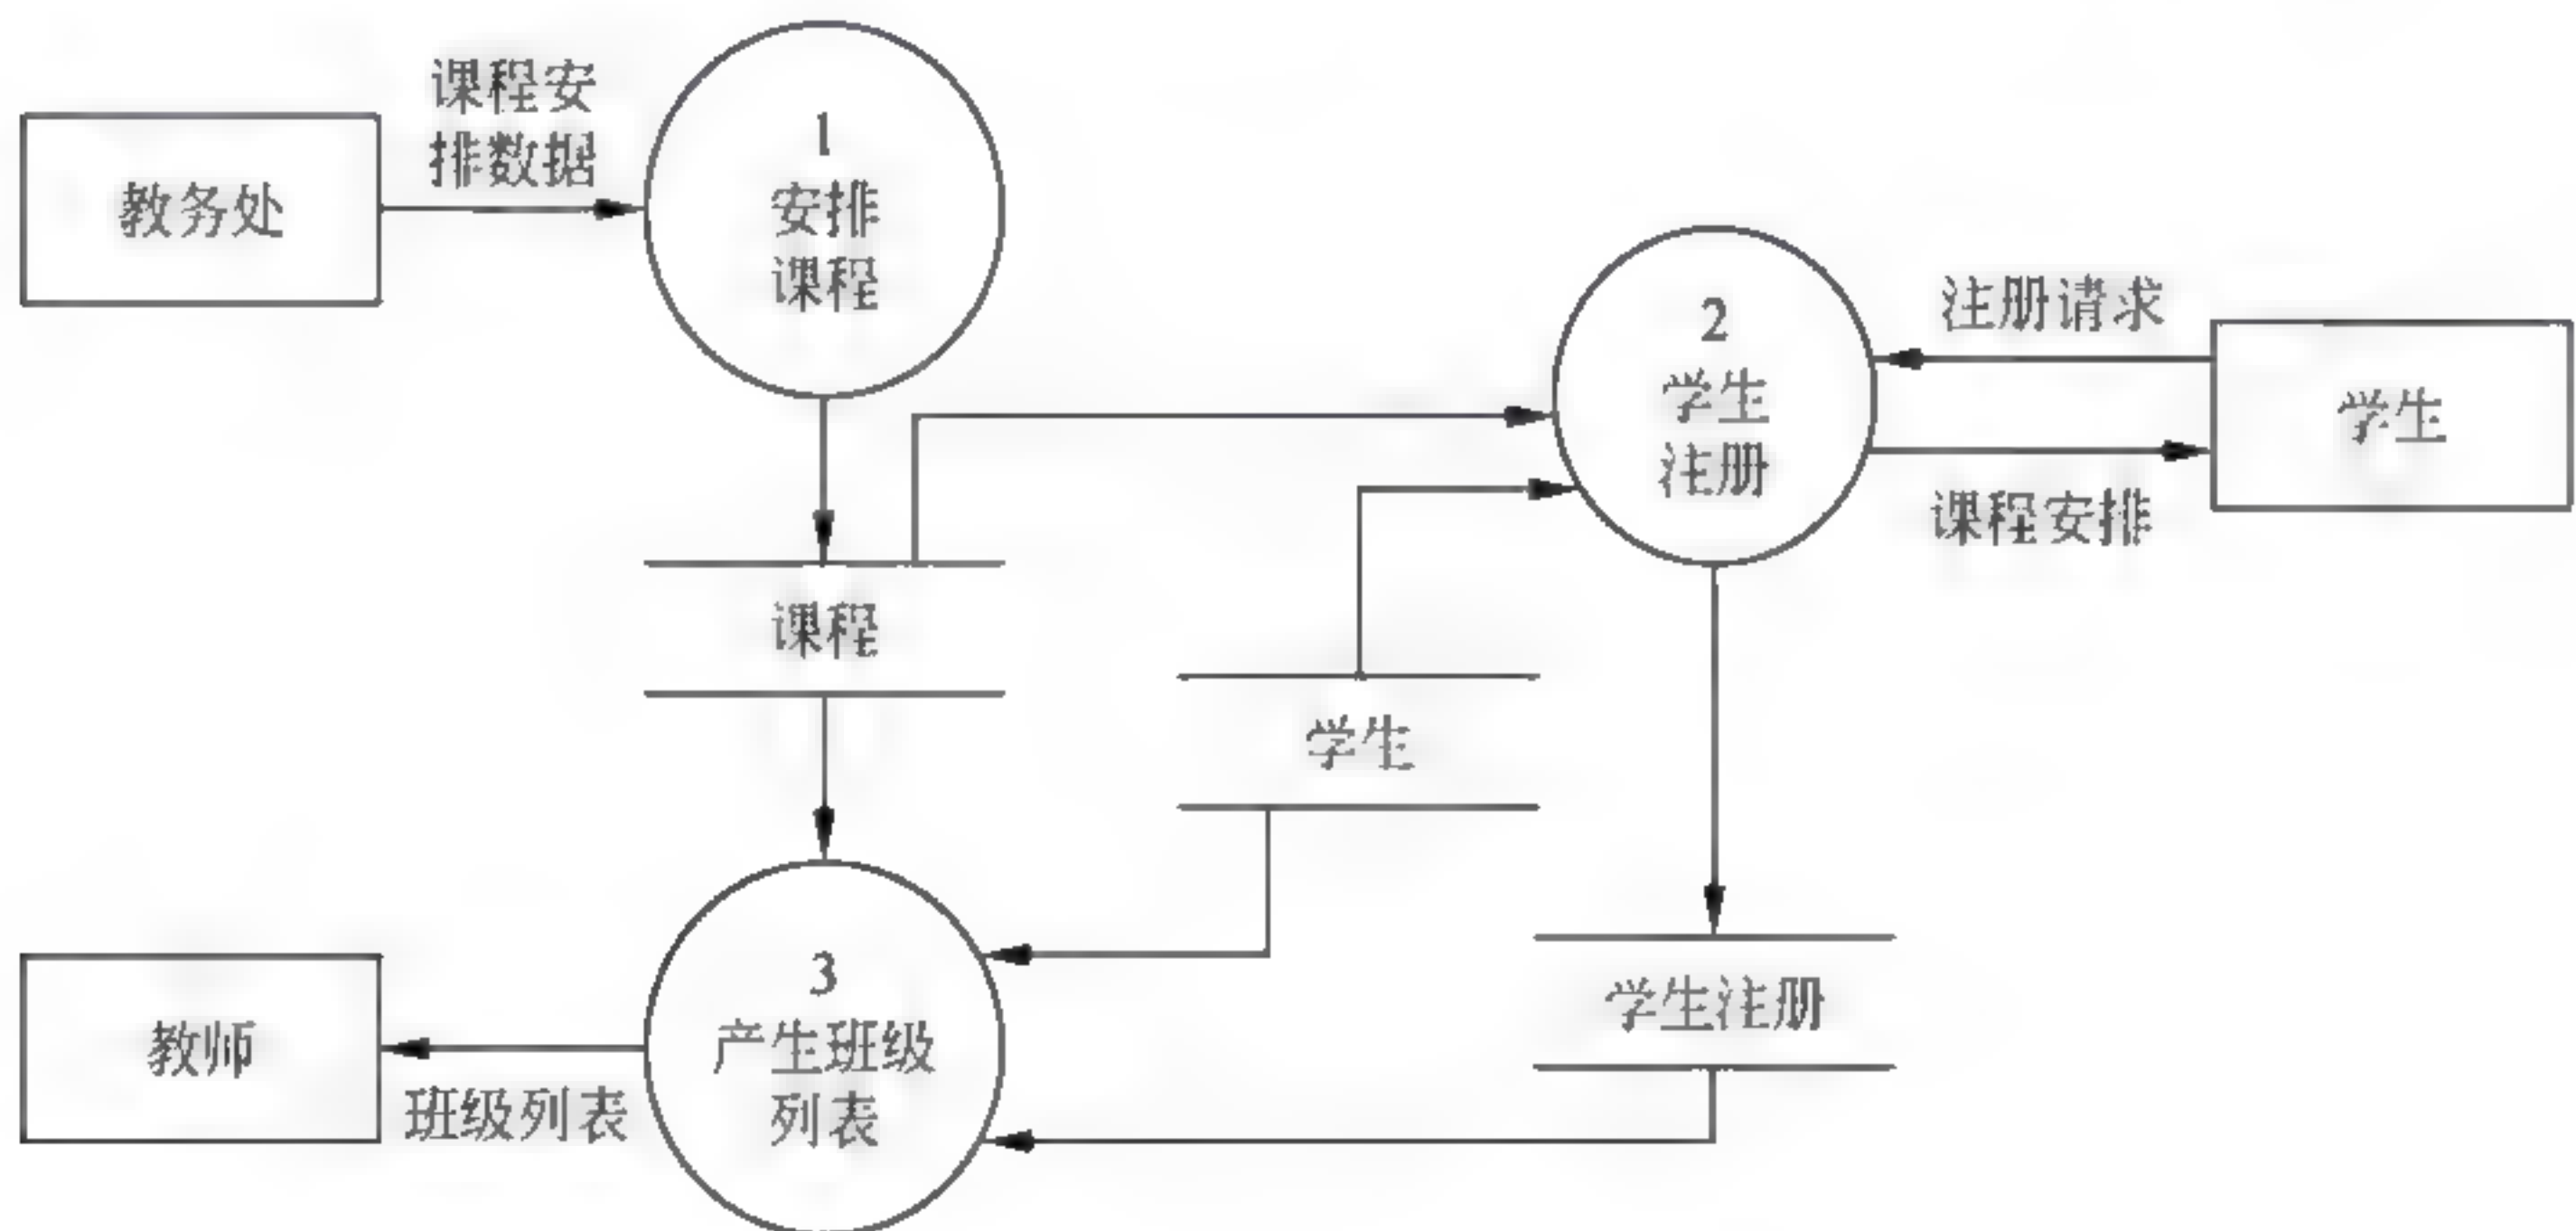 课程安
排数据
教务处
1
安排
课程
2
学生
注册
注册请求
学生
课程安排
课程
学生
3
产生班级
列表
教师
班级列表
学生注册